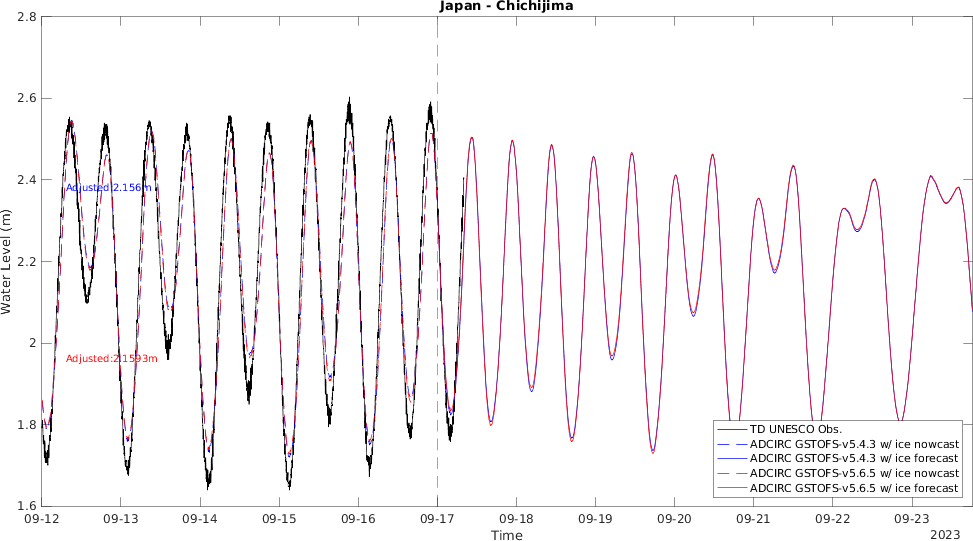 Japan - Chichijima
Water Level (m)
2.8
2.6
2.4
2.2
2
1.8
1.6
Adjusted:2.156m
Adjusted:2.1593m
TD UNESCO Obs.
ADCIRC GSTOFS-v5.4.3 w/ ice nowcast
ADCIRC GSTOFS-v5.4.3 w/ ice forecast
ADCIRC GSTOFS-v5.6.5 w/ ice nowcast
ADCIRC GSTOFS-v5.6.5 w/ ice forecast
09-12 09-13 09-14 09-15 09-16 09-17 09-18 09-19 09-20 09-21 09-22 09-23
Time
2023